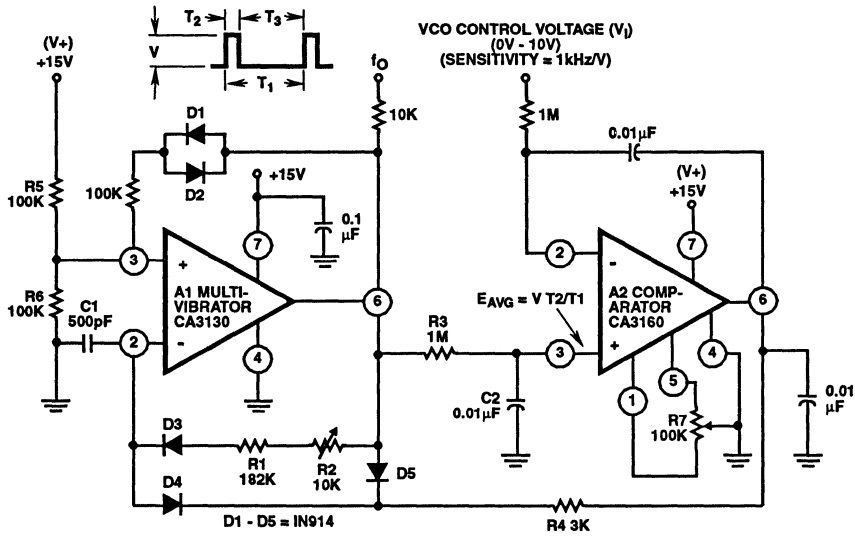 T2 T3
V
T1
(V+)
+15V
fO
10K
VCO CONTROL VOLTAGE (VI)
(0V - 10V)
(SENSITIVITY = 1kHz/V)
1M
0.01µF
D1
D2
+15V
(V+)
+15V
R5
100K
100K
0.1
µF
7
7
3
+
2
-
R6
100K
C1
500pF
A1 MULTI-
VIBRATOR
CA3130
6
EAVG = V T2/T1
A2 COMP-
ARATOR
CA3160
6
2
-
4
R3
1M
3
+
4
5
1
C2
0.01µF
R7
100K
0.01
µF
D3
R1
182K
R2
10K
D5
D4
D1 - D5 = IN914
R4 3K